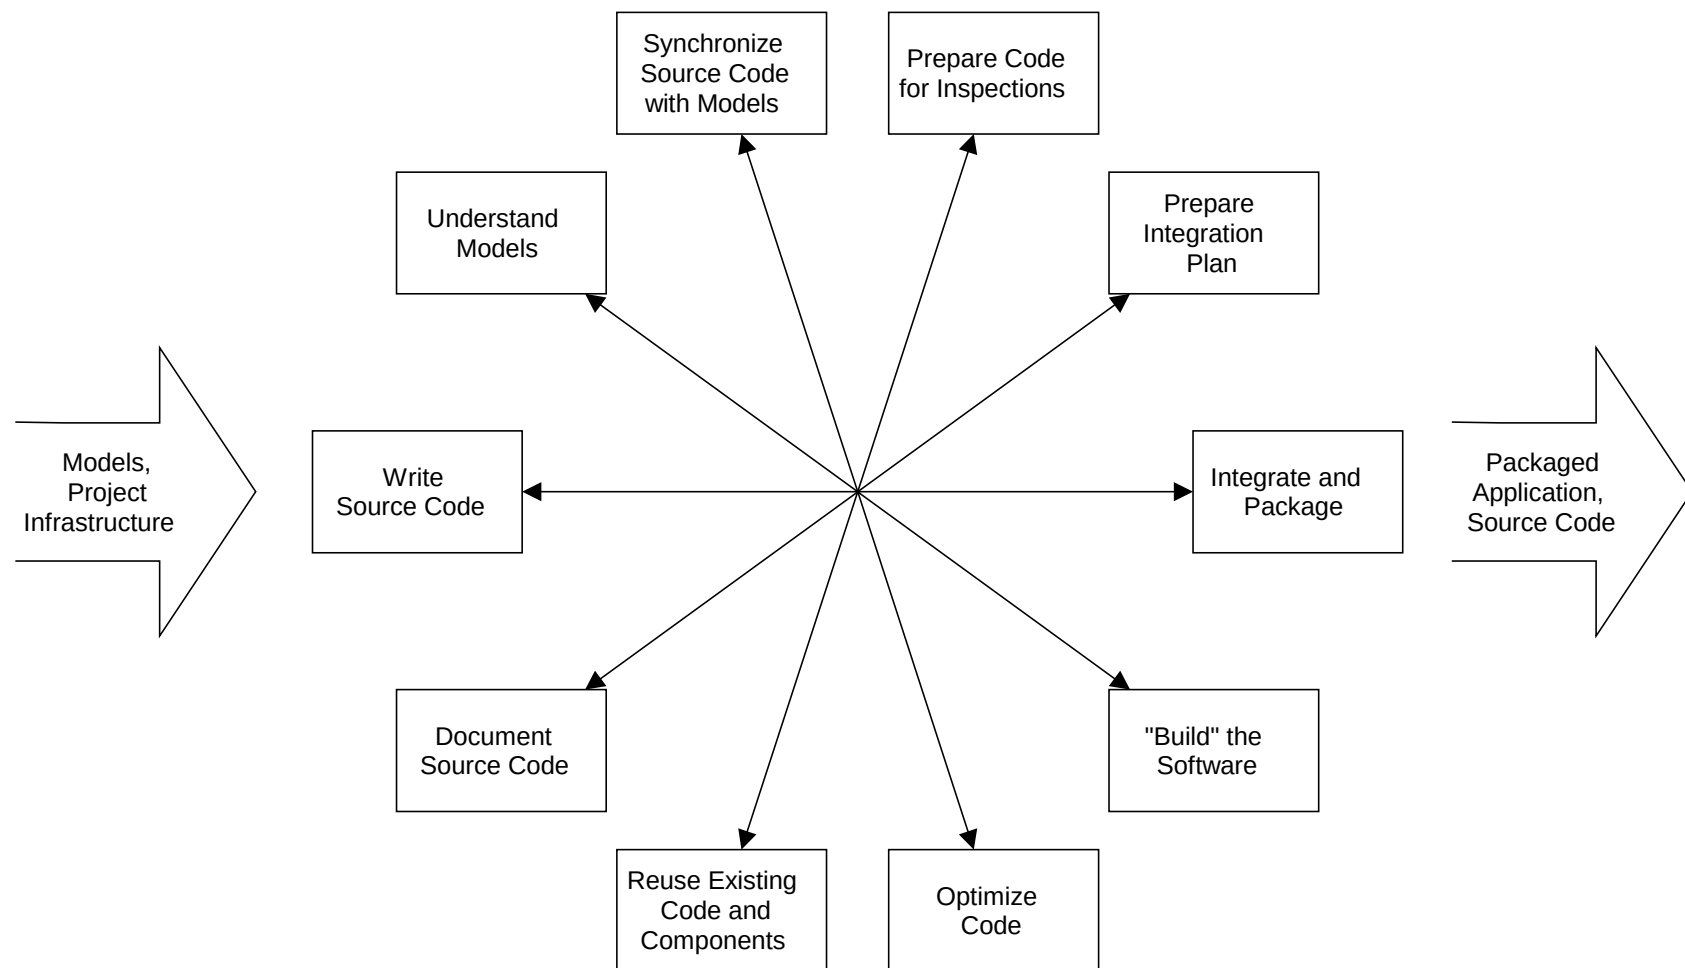 Synchronize
Source Code
with Models
Prepare Code
for Inspections
Understand
Models
Prepare
Integration
Plan
Models,
Project
Infrastructure
Write
Source Code
Integrate and
Package
Packaged
Application,
Source Code
Document
Source Code
"Build" the
Software
Reuse Existing
Code and
Components
Optimize
Code